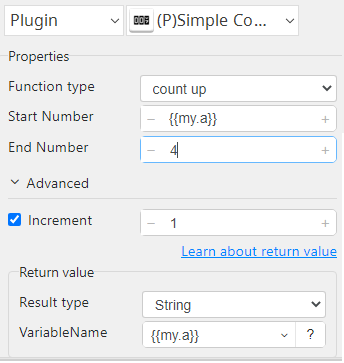 Plugin (P)Simple Co...
Properties
Function type count up
Start Number − {{my.a}} +
End Number − 4 +
Advanced
Increment − 1 +
Learn about return value
Return value
Result type String
VariableName {{my.a}} ?